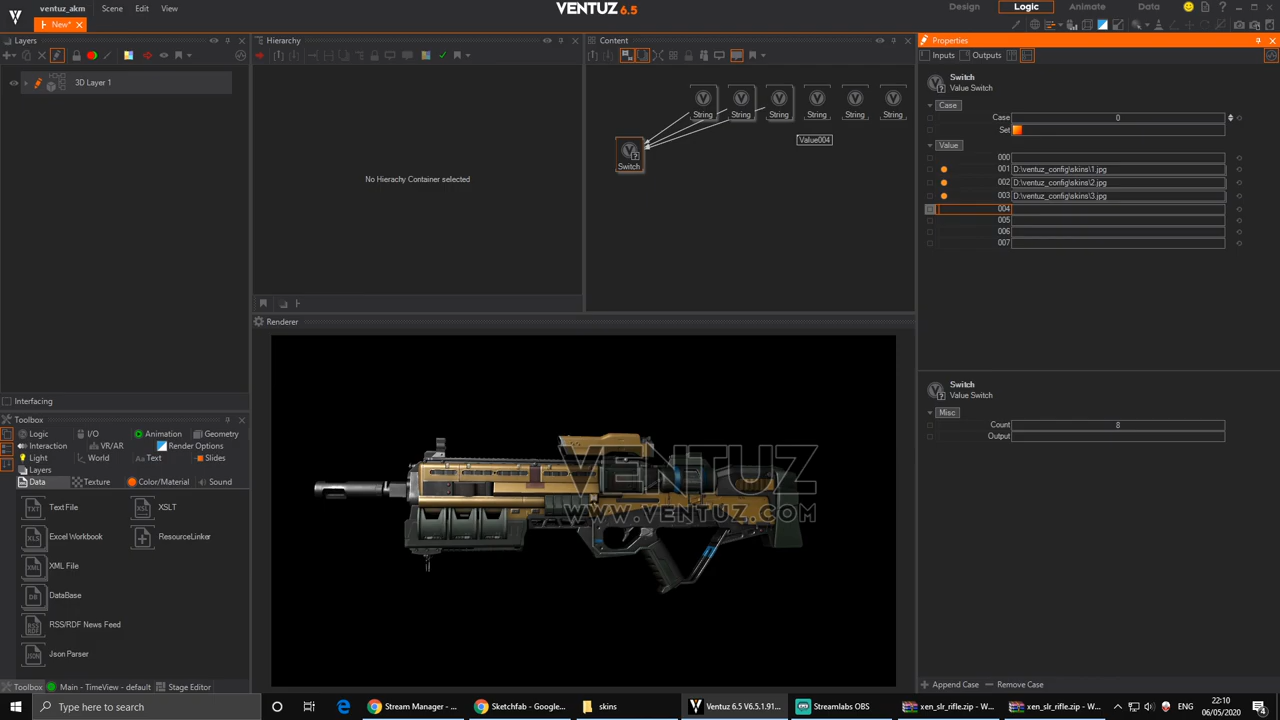 ventuz_akm Scene Edit View
VENTUZ 6.5
Design Logic Animate Data
New*
Layers
Hierarchy
Content
Properties
Inputs Outputs
3D Layer 1
String String String String String String
Value004
Switch
No Hierachy Container selected
Switch
Value Switch
Case
Case 0
Set
Value
000
001 D:\ventuz_config\skins\1.jpg
002 D:\ventuz_config\skins\2.jpg
003 D:\ventuz_config\skins\3.jpg
004
005
006
007
Renderer
VENTUZ
WWW.VENTUZ.COM
Switch
Value Switch
Misc
Count 8
Output
Append Case Remove Case
Interfacing
Toolbox
Logic I/O Animation Geometry
Interaction VR/AR Render Options
Light World Text Slides
Layers
Data Texture Color/Material Sound
Text File XSLT
Excel Workbook ResourceLinker
XML File
DataBase
RSS/RDF News Feed
Json Parser
Toolbox Main - TimeView - default Stage Editor
Type here to search
Stream Manager - ... Sketchfab - Google... skins Ventuz 6.5 V6.5.1.91... Streamlabs OBS xen_slr_rifle.zip - W... xen_slr_rifle.zip - W...
ENG
22:10
06/05/2020